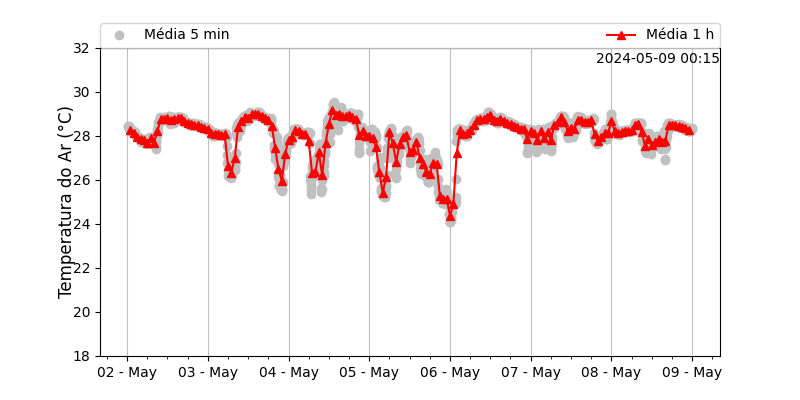 Média 5 min
Média 1 h
2024-05-09 00:15
Temperatura do Ar (°C)
32
30
28
26
24
22
20
18
02 - May
03 - May
04 - May
05 - May
06 - May
07 - May
08 - May
09 - May